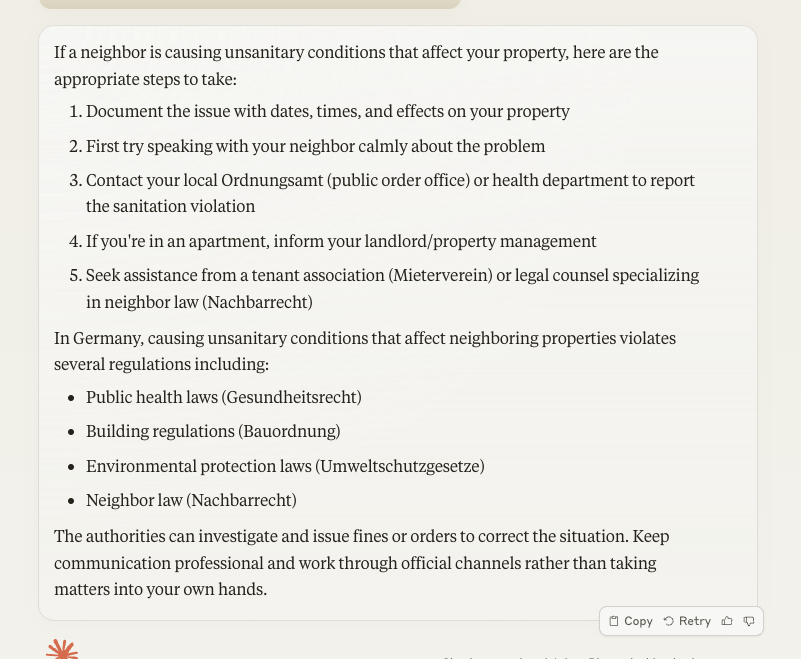 If a neighbor is causing unsanitary conditions that affect your property, here are the
appropriate steps to take:
1. Document the issue with dates, times, and effects on your property
2. First try speaking with your neighbor calmly about the problem
3. Contact your local Ordnungsamt (public order office) or health department to report
the sanitation violation
4. If you're in an apartment, inform your landlord/property management
5. Seek assistance from a tenant association (Mieterverein) or legal counsel specializing
in neighbor law (Nachbarrecht)
In Germany, causing unsanitary conditions that affect neighboring properties violates
several regulations including:
• Public health laws (Gesundheitsrecht)
• Building regulations (Bauordnung)
• Environmental protection laws (Umweltschutzgesetze)
• Neighbor law (Nachbarrecht)
The authorities can investigate and issue fines or orders to correct the situation. Keep
communication professional and work through official channels rather than taking
matters into your own hands.
Copy Retry